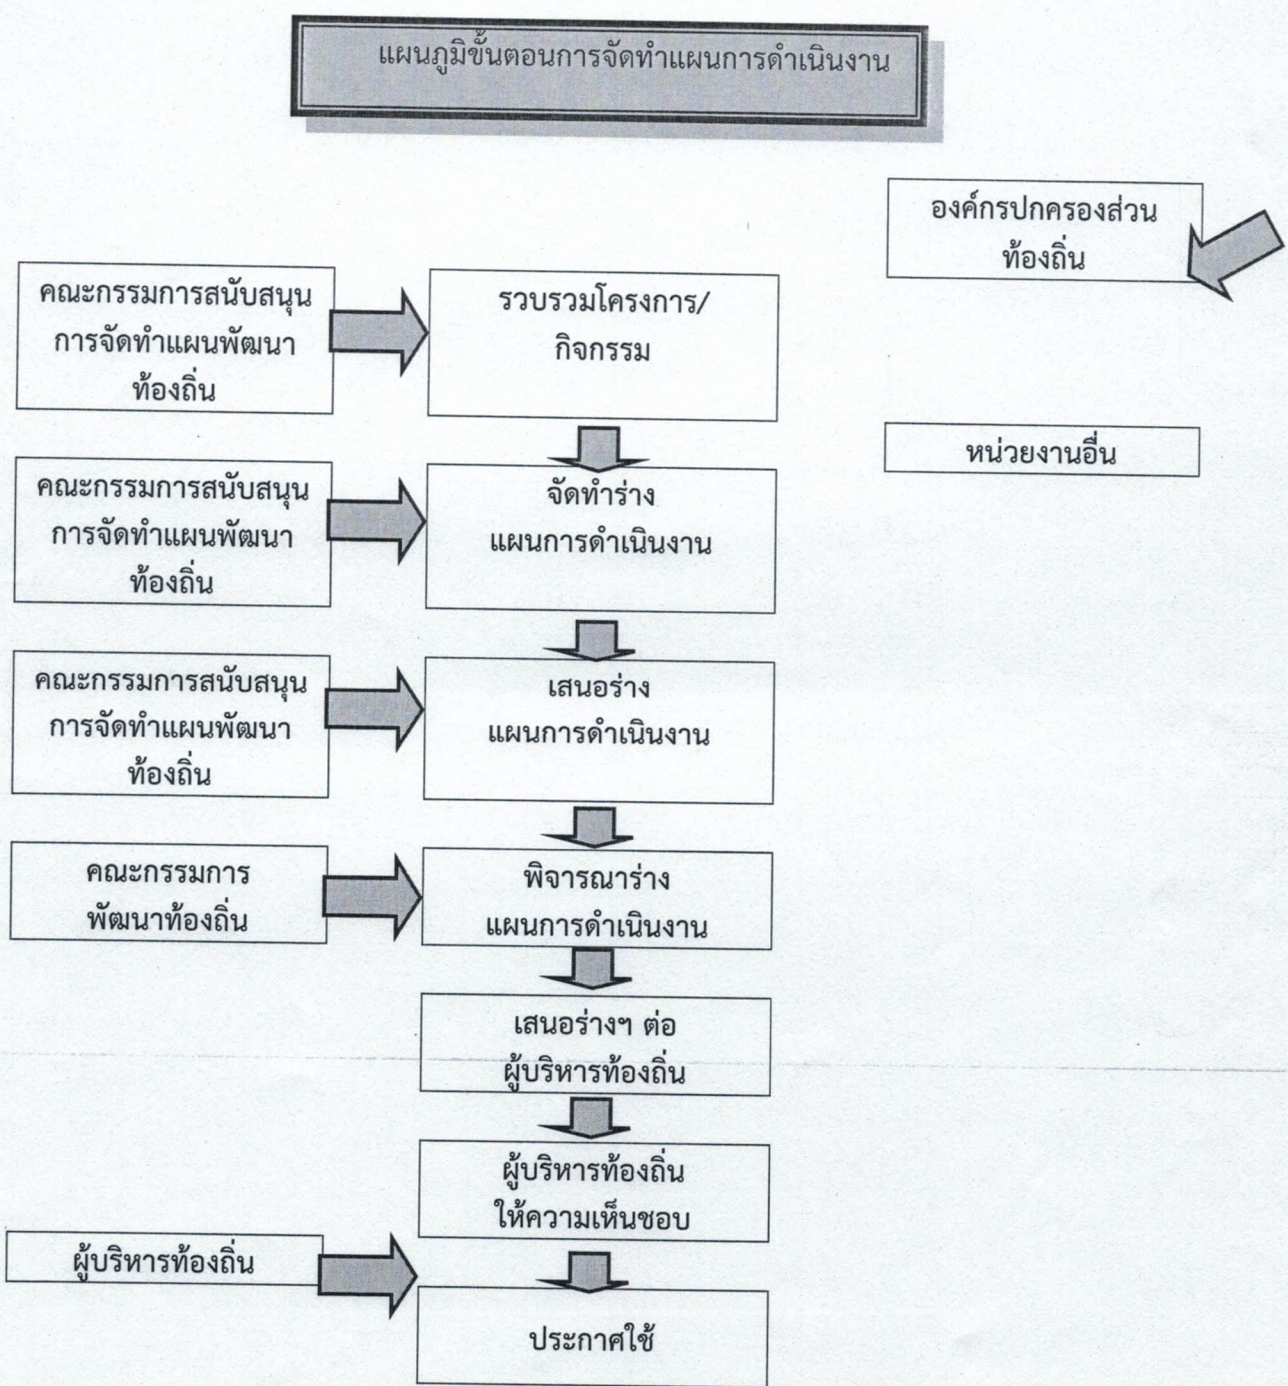 แผนภูมิขั้นตอนการจัดทำแผนการดำเนินงาน
องค์กรปกครองส่วน
ท้องถิ่น
คณะกรรมการสนับสนุน
การจัดทำแผนพัฒนา
ท้องถิ่น
รวบรวมโครงการ/
กิจกรรม
หน่วยงานอื่น
คณะกรรมการสนับสนุน
การจัดทำแผนพัฒนา
ท้องถิ่น
จัดทำร่าง
แผนการดำเนินงาน
คณะกรรมการสนับสนุน
การจัดทำแผนพัฒนา
ท้องถิ่น
เสนอร่าง
แผนการดำเนินงาน
คณะกรรมการ
พัฒนาท้องถิ่น
พิจารณาร่าง
แผนการดำเนินงาน
เสนอร่างฯ ต่อ
ผู้บริหารท้องถิ่น
ผู้บริหารท้องถิ่น
ให้ความเห็นชอบ
ผู้บริหารท้องถิ่น
ประกาศใช้